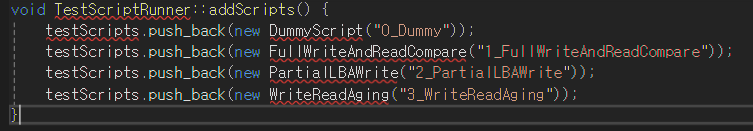 void TestScriptRunner::addScripts() {
testScripts.push_back(new DummyScript("0_Dummy"));
testScripts.push_back(new FullWriteAndReadCompare("1_FullWriteAndReadCompare"));
testScripts.push_back(new PartialLBAWrite("2_PartialLBAWrite"));
testScripts.push_back(new WriteReadAging("3_WriteReadAging"));
}